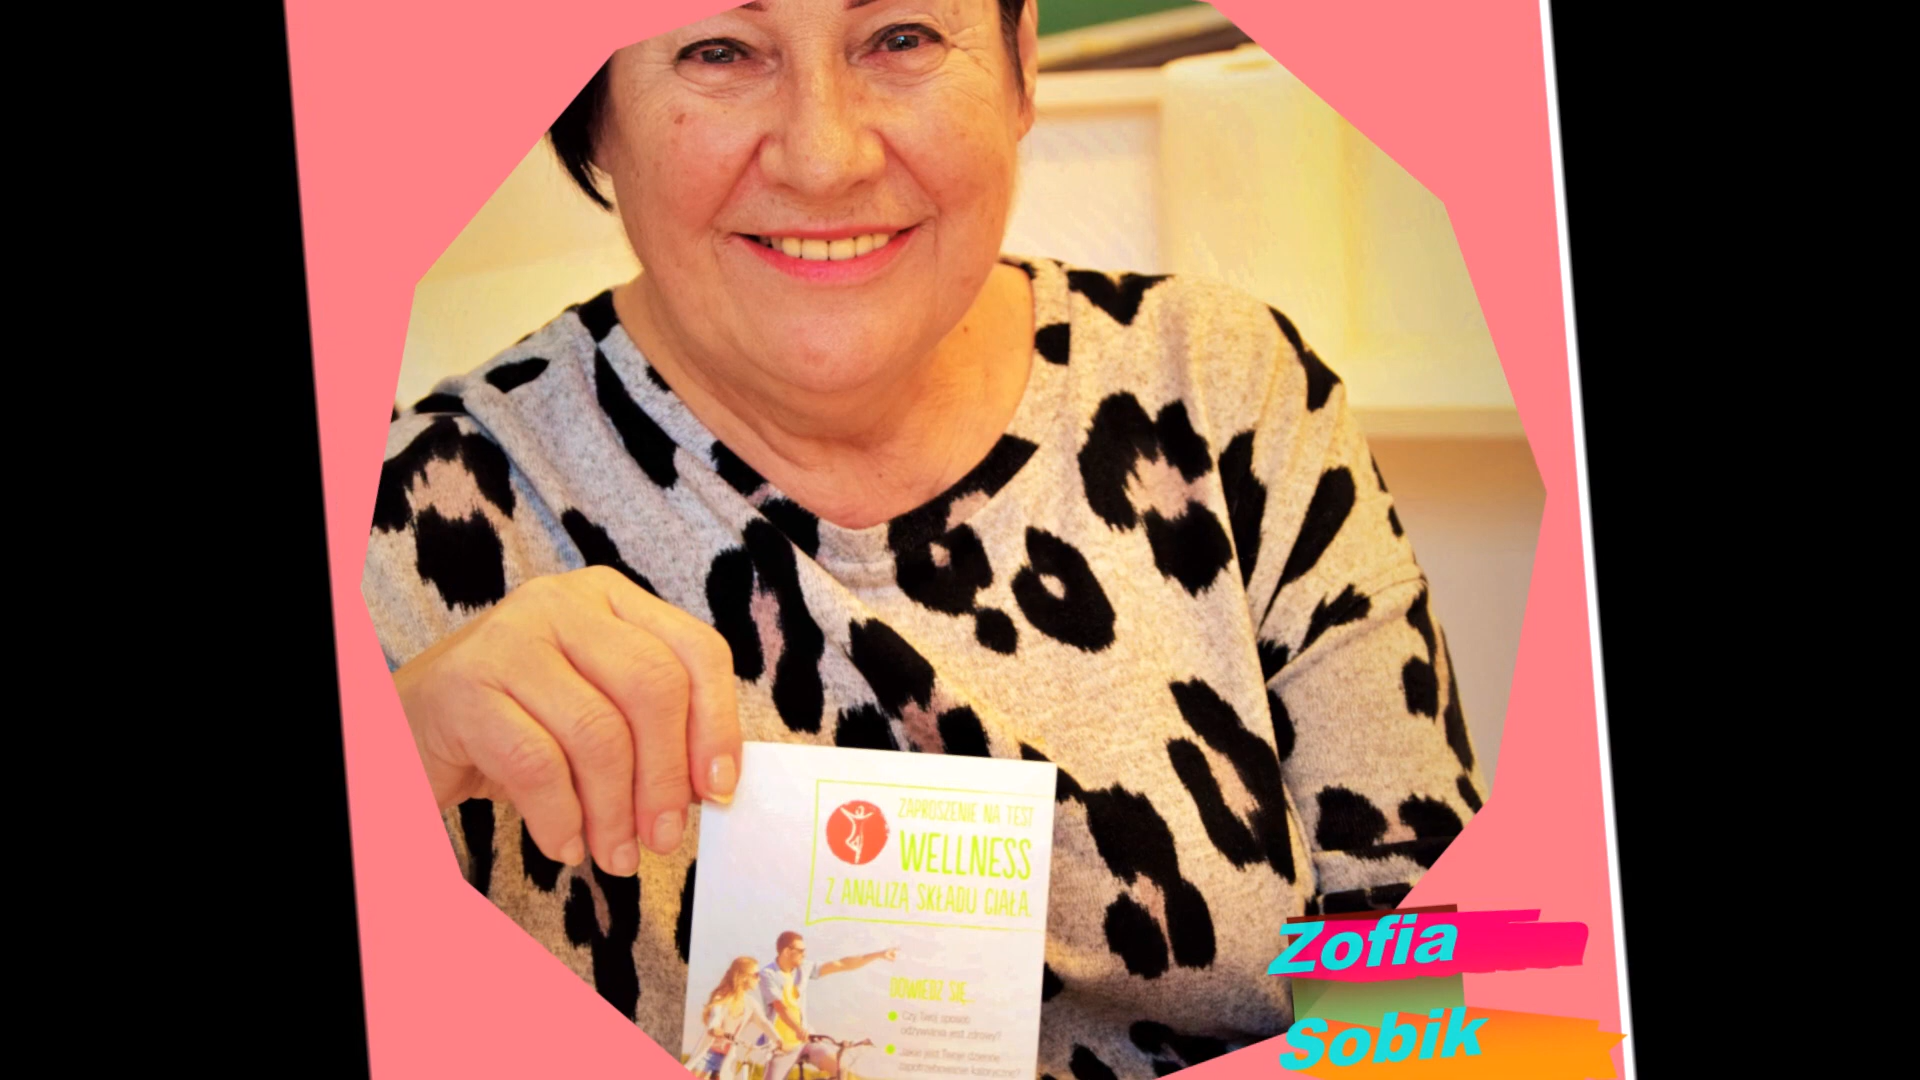 ZAPROSZENIE NA TEST
WELLNESS
Z ANALIZĄ SKŁADU CIAŁA.
DOWIEDZ SIĘ...
Czy Twój sposób
odżywiania jest zdrowy?
Jakie jest Twoje dzienne
zapotrzebowanie kaloryczne?
Zofia
Sobik